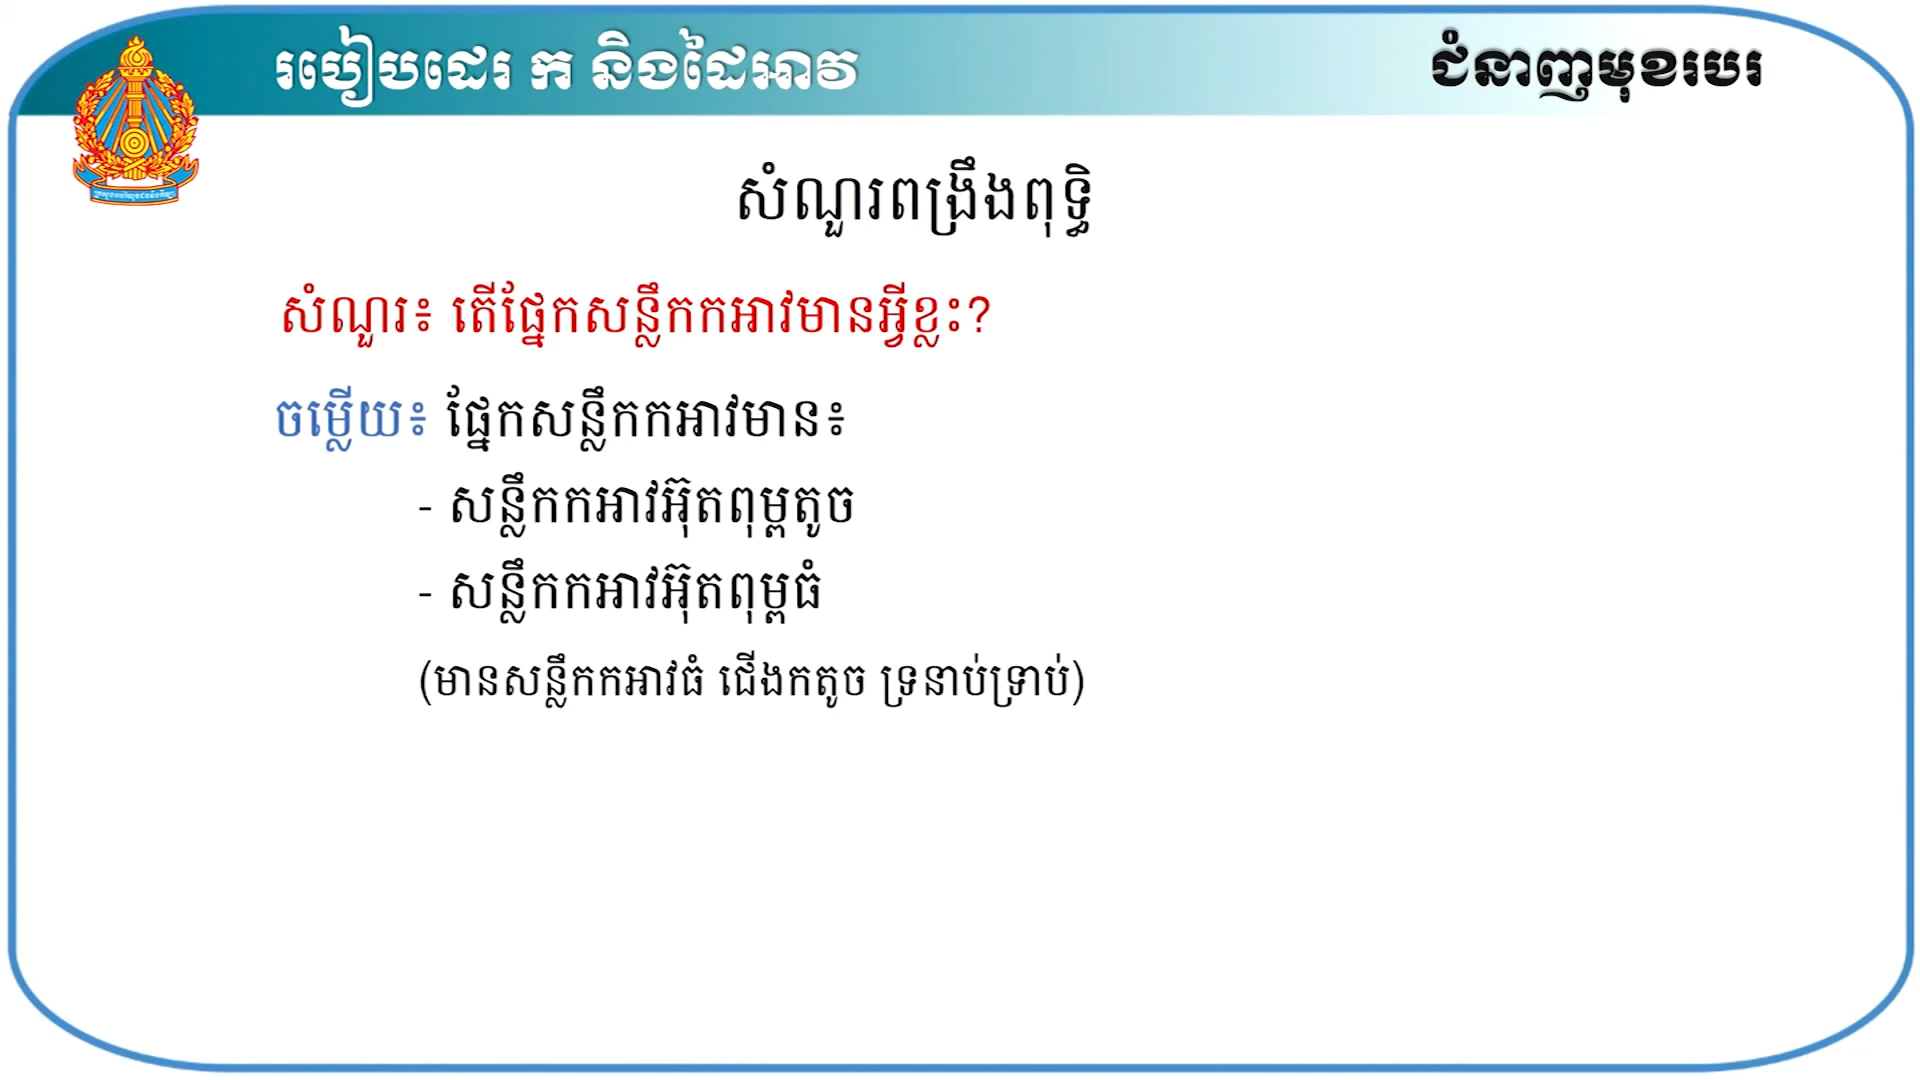 របៀបដេរ ក និងដៃអាវ
ជំនាញមុខរបរ
សំណួរពង្រឹងពុទ្ធិ
សំណួរ៖ តើផ្នែកសន្លឹកកអាវមានអ្វីខ្លះ?
ចម្លើយ៖ ផ្នែកសន្លឹកកអាវមាន៖
- សន្លឹកកអាវអ៊ុតពុម្ពតូច
- សន្លឹកកអាវអ៊ុតពុម្ពធំ
(មានសន្លឹកកអាវធំ ជើងកតូច ទ្រនាប់ទ្រាប់)